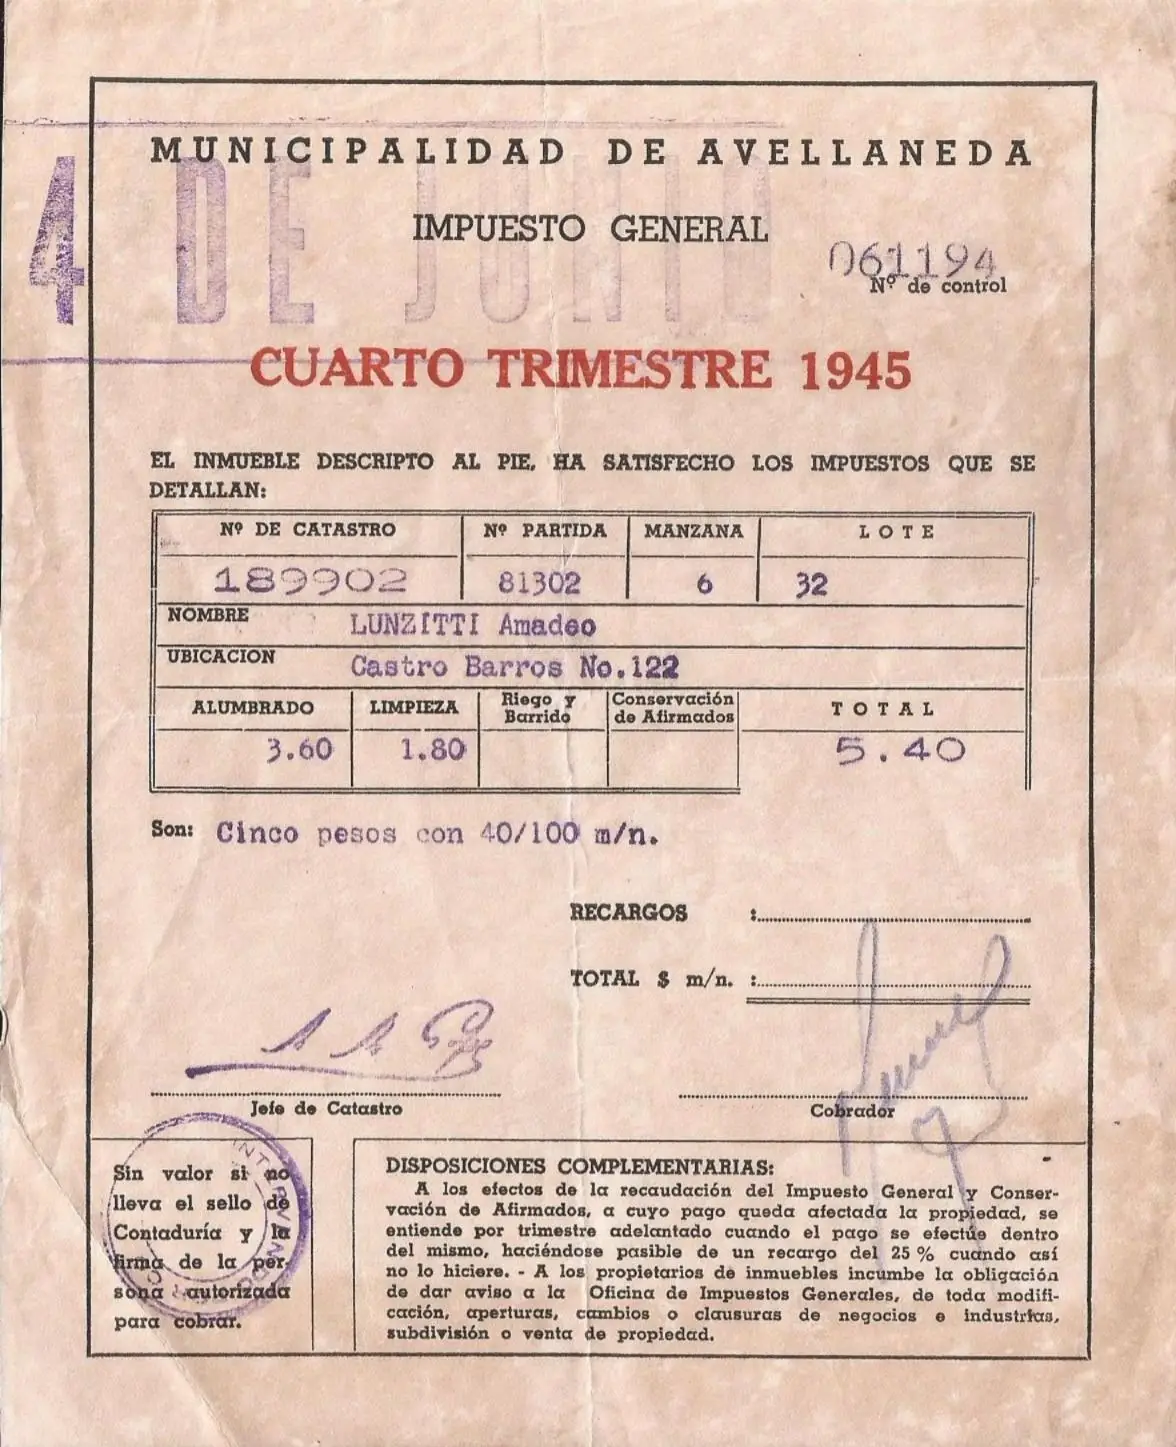 MUNICIPALIDAD DE AVELLANEDA
4 DE JUNIO
IMPUESTO GENERAL
061194
Nº de control
CUARTO TRIMESTRE 1945
EL INMUEBLE DESCRIPTO AL PIE, HA SATISFECHO LOS IMPUESTOS QUE SE
DETALLAN:
Nº DE CATASTRO Nº PARTIDA MANZANA LOTE
189902 81302 6 32
NOMBRE LUNZITTI Amadeo
UBICACION Castro Barros No.122
ALUMBRADO LIMPIEZA Riego y Barrido Conservación de Afirmados TOTAL
3.60 1.80 5.40
Son: Cinco pesos con 40/100 m/n.
RECARGOS :
TOTAL $ m/n. :
Jefe de Catastro
Cobrador
Sin valor si no
lleva el sello de
Contaduría y la
firma de la per-
sona autorizada
para cobrar.
DISPOSICIONES COMPLEMENTARIAS:
A los efectos de la recaudación del Impuesto General y Conser-
vación de Afirmados, a cuyo pago queda afectada la propiedad, se
entiende por trimestre adelantado cuando el pago se efectúe dentro
del mismo, haciéndose pasible de un recargo del 25 % cuando así
no lo hiciere. - A los propietarios de inmuebles incumbe la obligación
de dar aviso a la Oficina de Impuestos Generales, de toda modifi-
cación, aperturas, cambios o clausuras de negocios e industrias,
subdivisión o venta de propiedad.